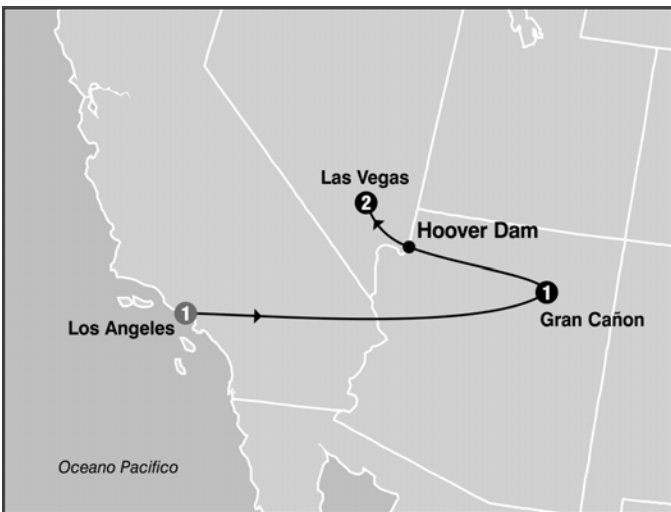 Las Vegas
2
Hoover Dam
1
Los Angeles
1
Gran Cañon
Oceano Pacifico